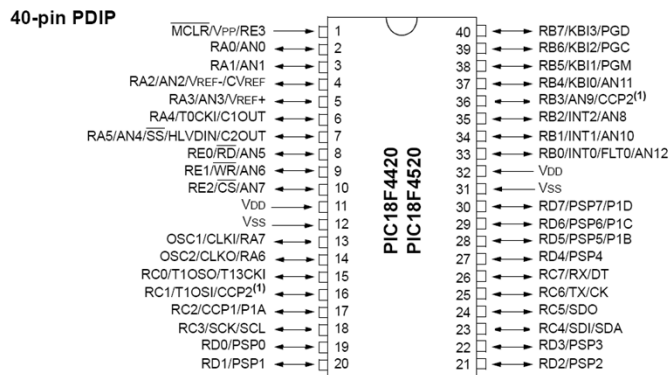 40-pin PDIP
MCLR/VPP/RE3 1 40 RB7/KBI3/PGD
RA0/AN0 2 39 RB6/KBI2/PGC
RA1/AN1 3 38 RB5/KBI1/PGM
RA2/AN2/VREF-/CVREF 4 37 RB4/KBI0/AN11
RA3/AN3/VREF+ 5 36 RB3/AN9/CCP2(1)
RA4/T0CKI/C1OUT 6 35 RB2/INT2/AN8
RA5/AN4/SS/HLVDIN/C2OUT 7 34 RB1/INT1/AN10
RE0/RD/AN5 8 33 RB0/INT0/FLT0/AN12
RE1/WR/AN6 9 32 VDD
RE2/CS/AN7 10 31 VSS
VDD 11 30 RD7/PSP7/P1D
VSS 12 29 RD6/PSP6/P1C
OSC1/CLKI/RA7 13 28 RD5/PSP5/P1B
OSC2/CLKO/RA6 14 27 RD4/PSP4
RC0/T1OSO/T13CKI 15 26 RC7/RX/DT
RC1/T1OSI/CCP2(1) 16 25 RC6/TX/CK
RC2/CCP1/P1A 17 24 RC5/SDO
RC3/SCK/SCL 18 23 RC4/SDI/SDA
RD0/PSP0 19 22 RD3/PSP3
RD1/PSP1 20 21 RD2/PSP2
PIC18F4420
PIC18F4520